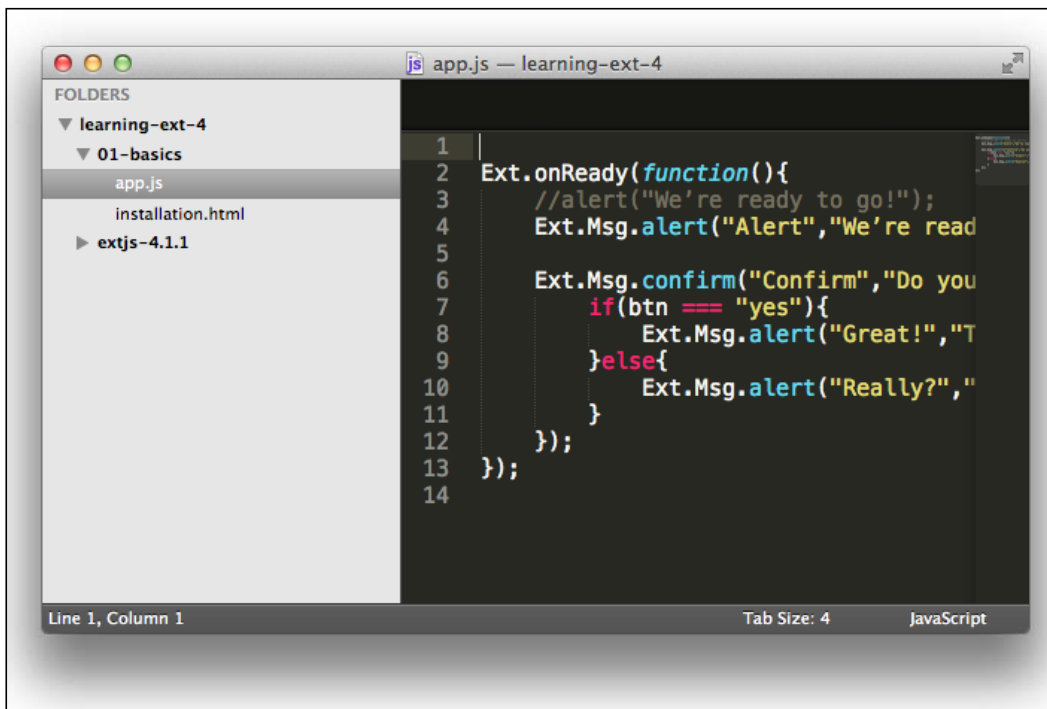 app.js — learning-ext-4
FOLDERS
learning-ext-4
01-basics
app.js
installation.html
extjs-4.1.1
1
2 Ext.onReady(function(){
3 //alert("We’re ready to go!");
4 Ext.Msg.alert("Alert","We’re read
5
6 Ext.Msg.confirm("Confirm","Do you
7 if(btn === "yes"){
8 Ext.Msg.alert("Great!","T
9 }else{
10 Ext.Msg.alert("Really?","
11 }
12 });
13 });
14
Line 1, Column 1
Tab Size: 4
JavaScript